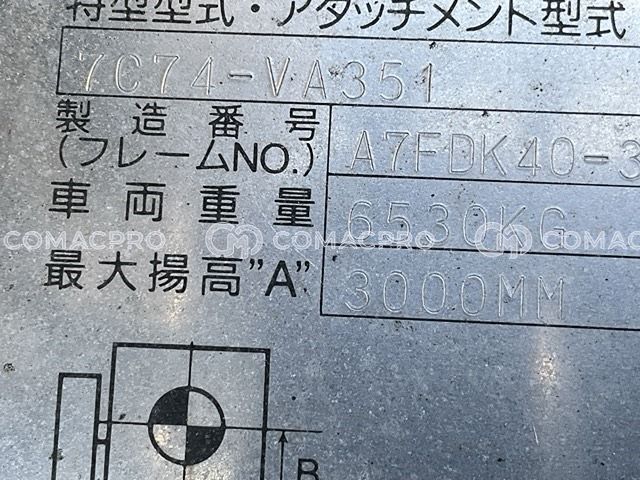 特型型式・アタッチメント型式
7C74-VA351
製造番号
(フレームNO.) A7FDK40-3
車両重量 6530KG
COMACPRO COMACPRO COMAC
最大揚高"A" 3000MM
B